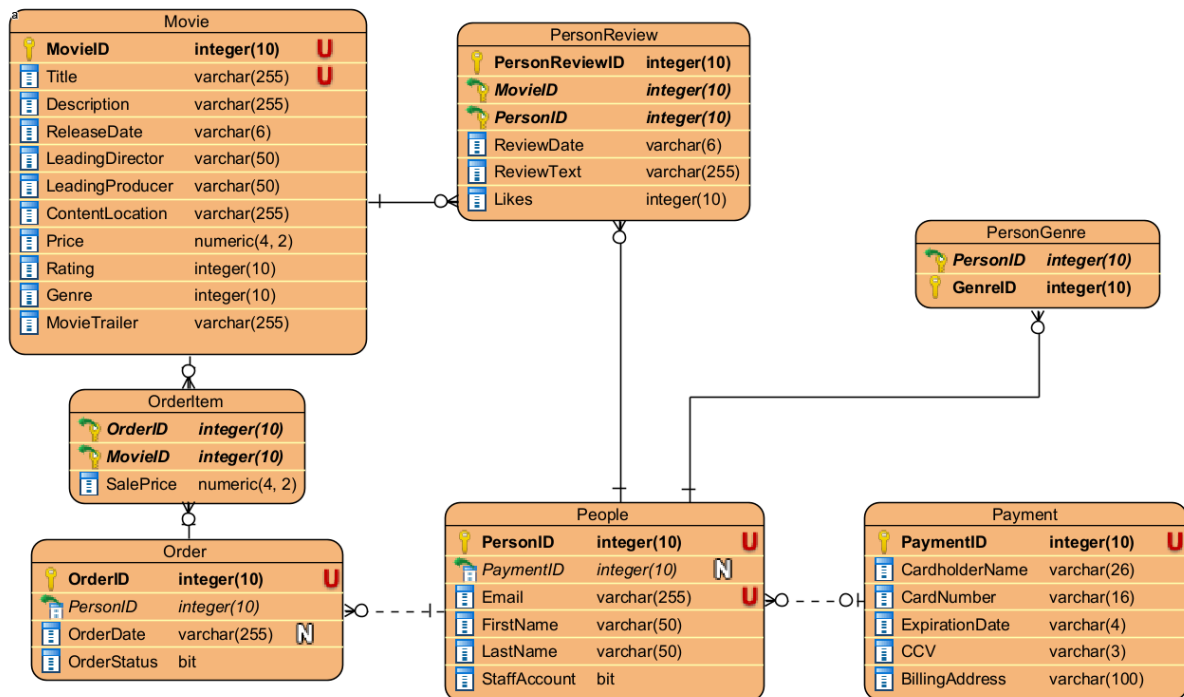 a
Movie
MovieID integer(10) U
Title varchar(255) U
Description varchar(255)
ReleaseDate varchar(6)
LeadingDirector varchar(50)
LeadingProducer varchar(50)
ContentLocation varchar(255)
Price numeric(4, 2)
Rating integer(10)
Genre integer(10)
MovieTrailer varchar(255)
PersonReview
PersonReviewID integer(10)
MovieID integer(10)
PersonID integer(10)
ReviewDate varchar(6)
ReviewText varchar(255)
Likes integer(10)
PersonGenre
PersonID integer(10)
GenreID integer(10)
OrderItem
OrderID integer(10)
MovieID integer(10)
SalePrice numeric(4, 2)
Order
OrderID integer(10) U
PersonID integer(10)
OrderDate varchar(255) N
OrderStatus bit
People
PersonID integer(10) U
PaymentID integer(10) N
Email varchar(255) U
FirstName varchar(50)
LastName varchar(50)
StaffAccount bit
Payment
PaymentID integer(10) U
CardholderName varchar(26)
CardNumber varchar(16)
ExpirationDate varchar(4)
CCV varchar(3)
BillingAddress varchar(100)